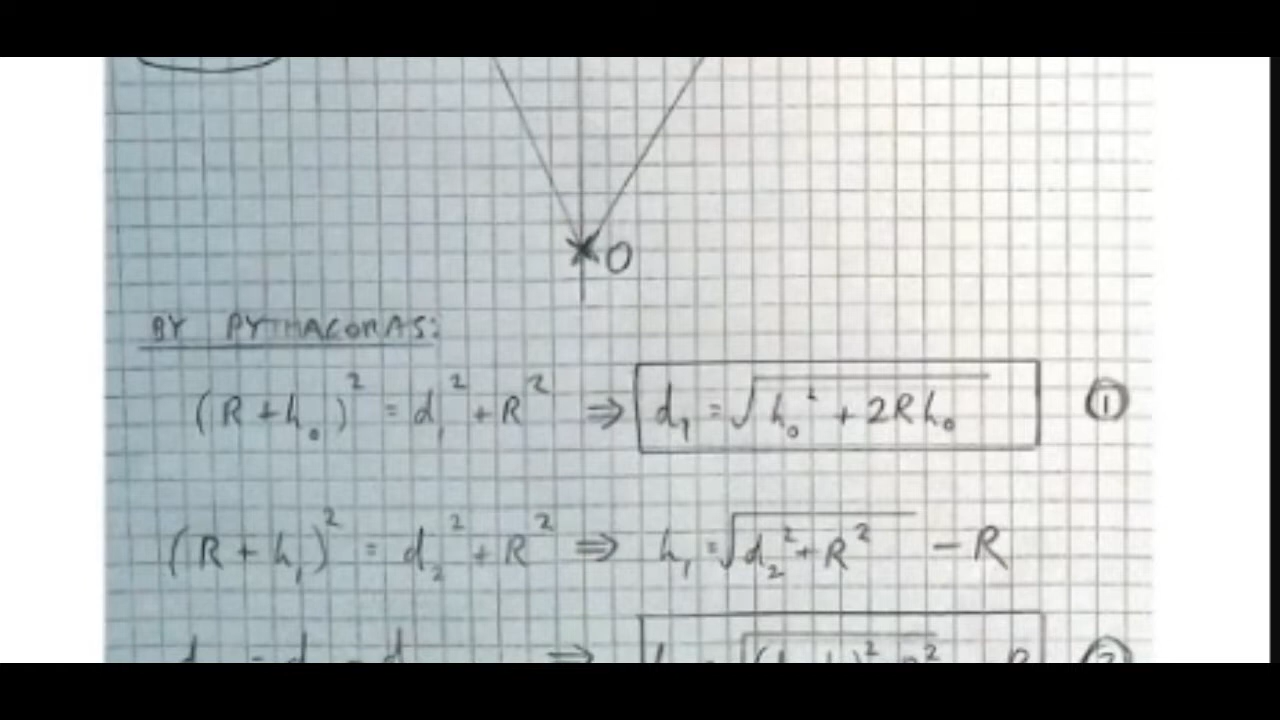 O
BY PYTHAGORAS:
(R + h₀)² = d₁² + R² ⇒ d₁ = √(h₀² + 2Rh₀) ①
(R + h₁)² = d₂² + R² ⇒ h₁ = √(d₂² + R²) - R